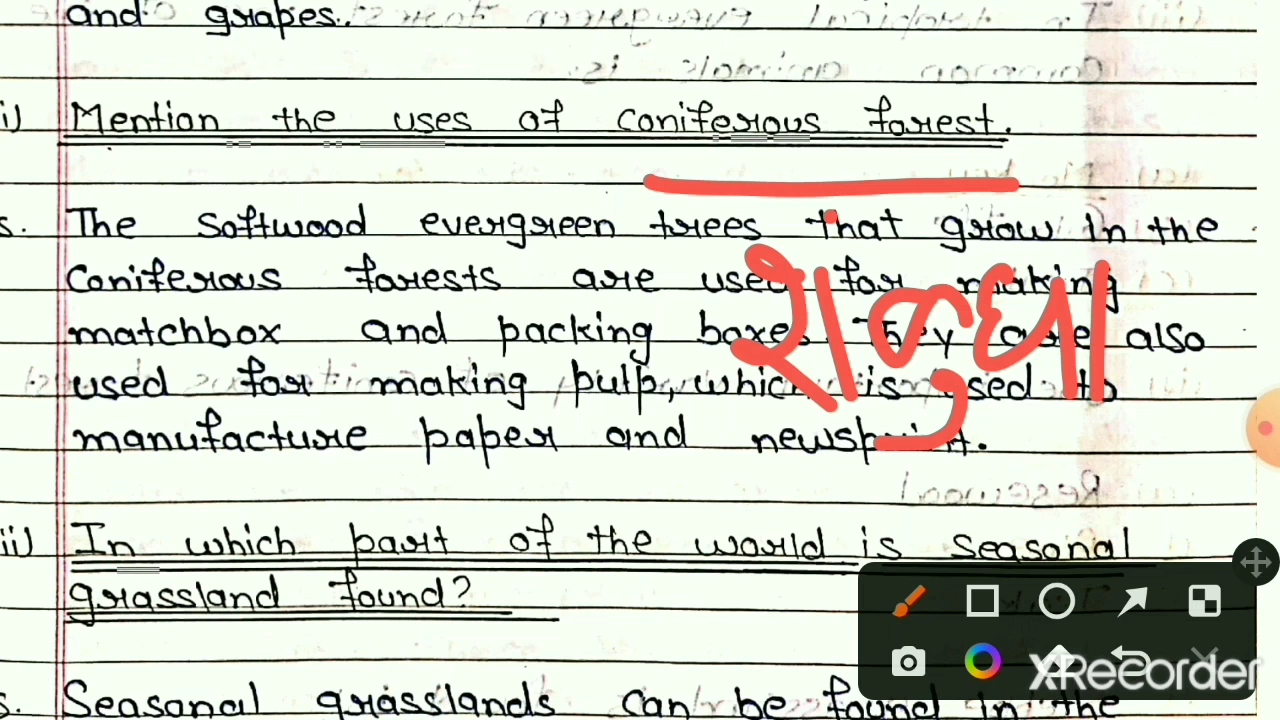 and grapes.
i) Mention the uses of coniferous forest.
s. The softwood evergreen trees that grow in the
Coniferous forests are used for making
matchbox and packing boxes. They are also
used for making pulp, which is used to
manufacture paper and newsprint.
ii) In which part of the world is seasonal
grassland found?
s. Seasonal grasslands can be found in the
XRecorder